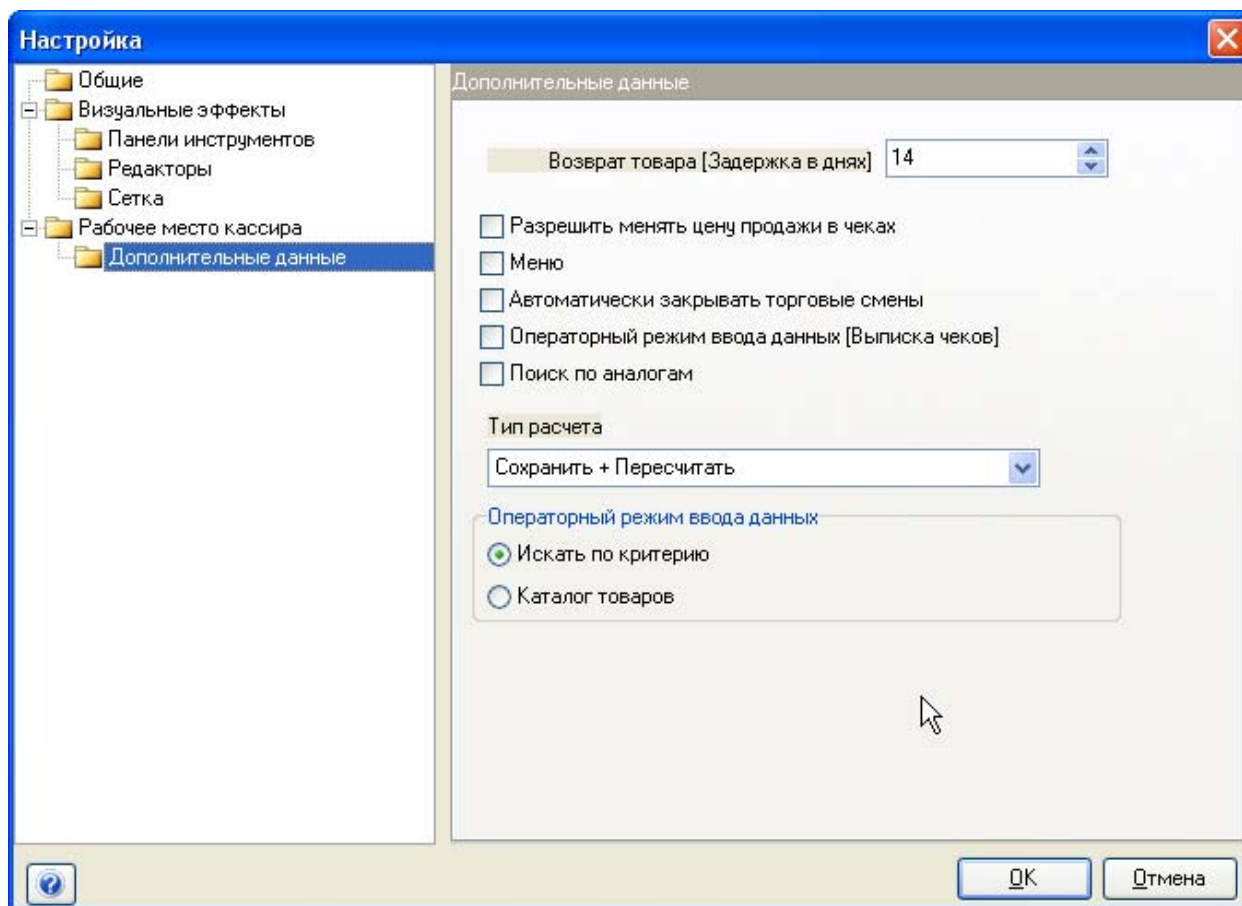 Настройка
Общие
Визуальные эффекты
Панели инструментов
Редакторы
Сетка
Рабочее место кассира
Дополнительные данные
Дополнительные данные
Возврат товара [Задержка в днях] 14
Разрешить менять цену продажи в чеках
Меню
Автоматически закрывать торговые смены
Операторный режим ввода данных [Выписка чеков]
Поиск по аналогам
Тип расчета
Сохранить + Пересчитать
Операторный режим ввода данных
Искать по критерию
Каталог товаров
OK Отмена